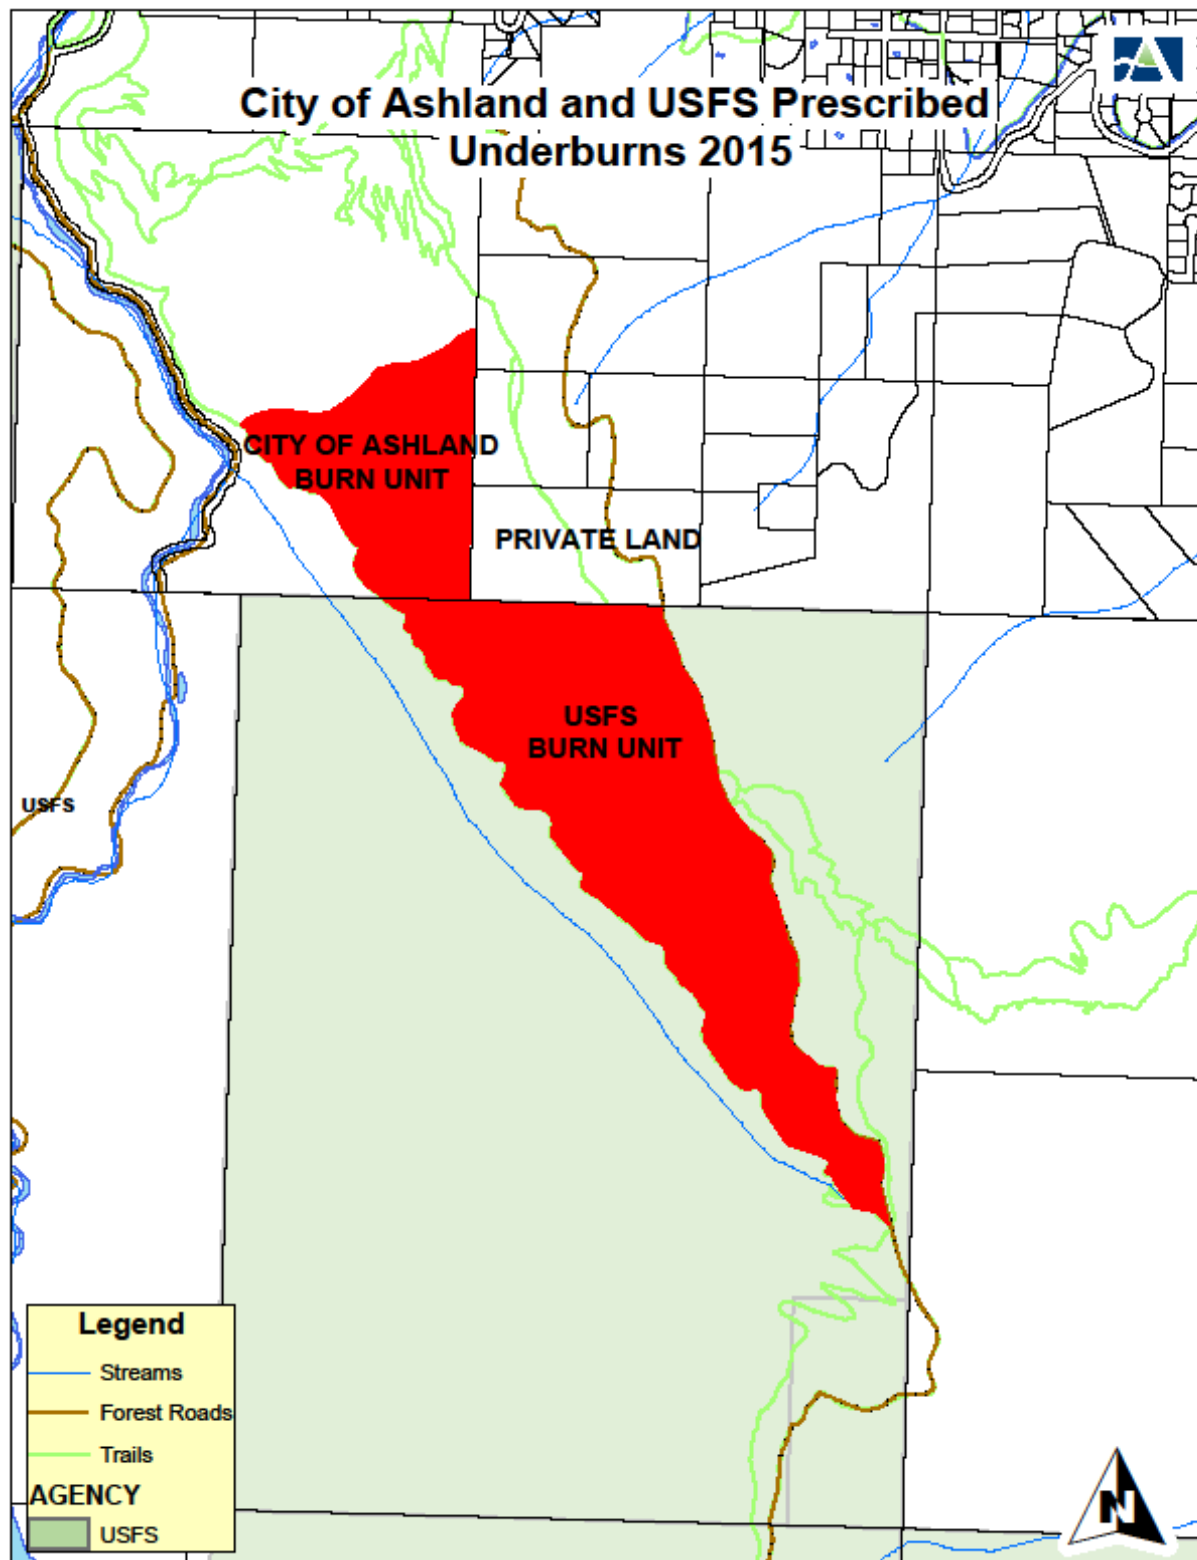 City of Ashland and USFS Prescribed
Underburns 2015
CITY OF ASHLAND
BURN UNIT
PRIVATE LAND
USFS
BURN UNIT
USFS
Legend
Streams
Forest Roads
Trails
AGENCY
USFS
N